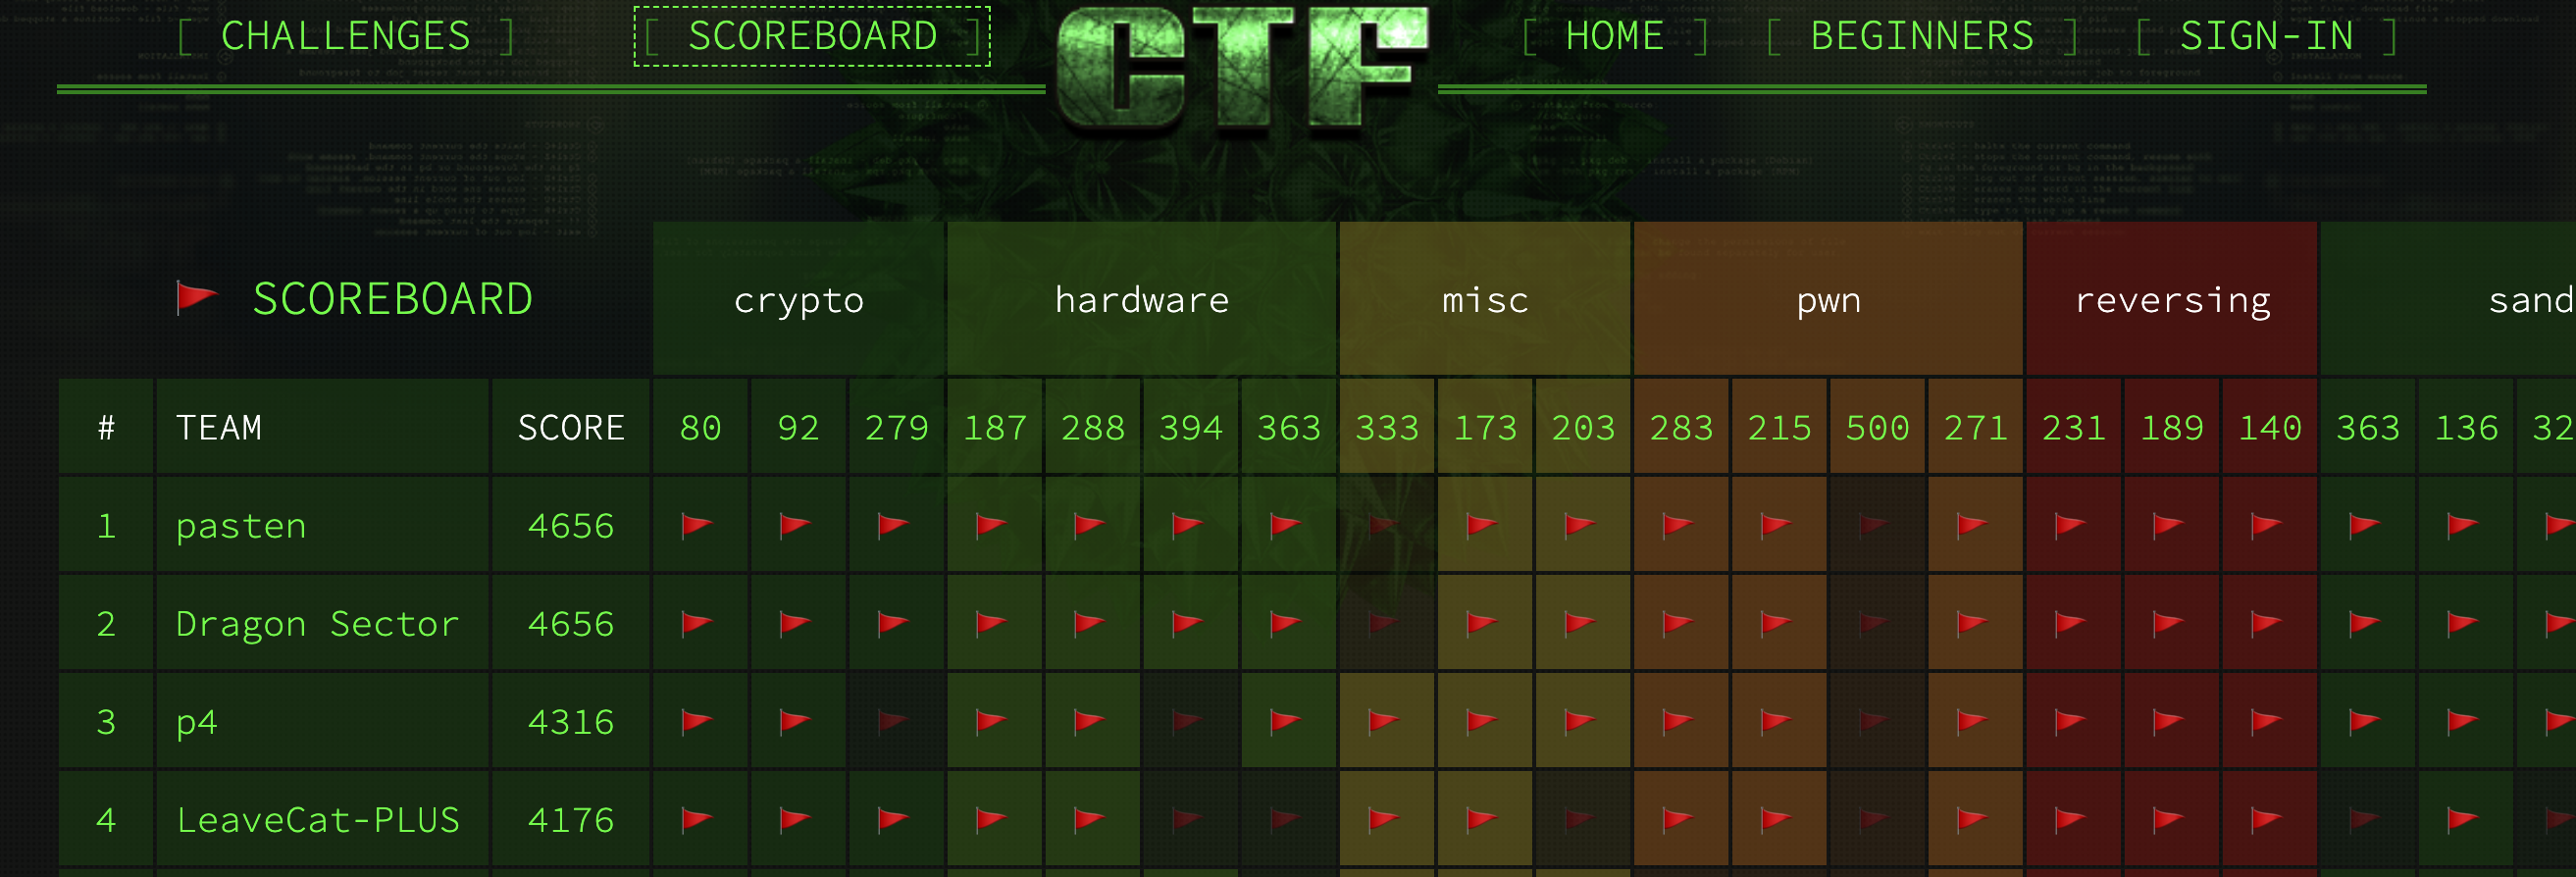 [ CHALLENGES ] [ SCOREBOARD ] CTF [ HOME ] [ BEGINNERS ] [ SIGN-IN ]
SCOREBOARD crypto hardware misc pwn reversing sand
# TEAM SCORE 80 92 279 187 288 394 363 333 173 203 283 215 500 271 231 189 140 363 136 32
1 pasten 4656
2 Dragon Sector 4656
3 p4 4316
4 LeaveCat-PLUS 4176